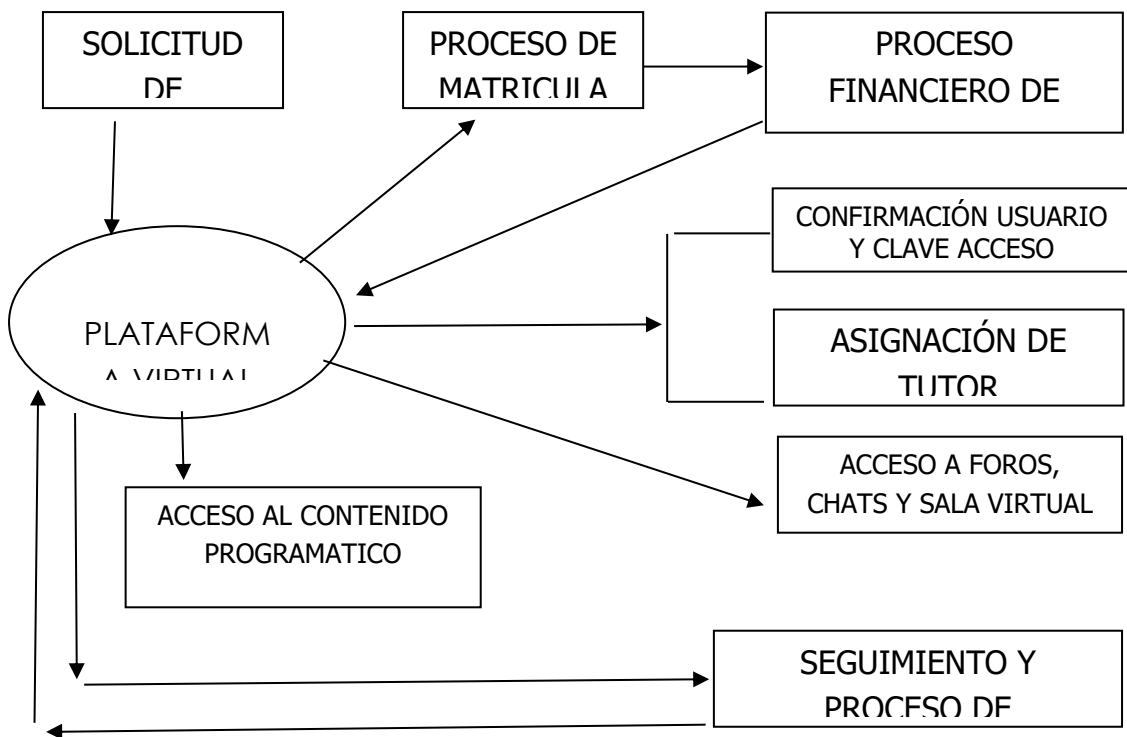 SOLICITUD
DE
PROCESO DE
MATRICULA
PROCESO
FINANCIERO DE
CONFIRMACIÓN USUARIO
Y CLAVE ACCESO
PLATAFORM
A VIRTUAL
ASIGNACIÓN DE
TUTOR
ACCESO A FOROS,
CHATS Y SALA VIRTUAL
ACCESO AL CONTENIDO
PROGRAMATICO
SEGUIMIENTO Y
PROCESO DE